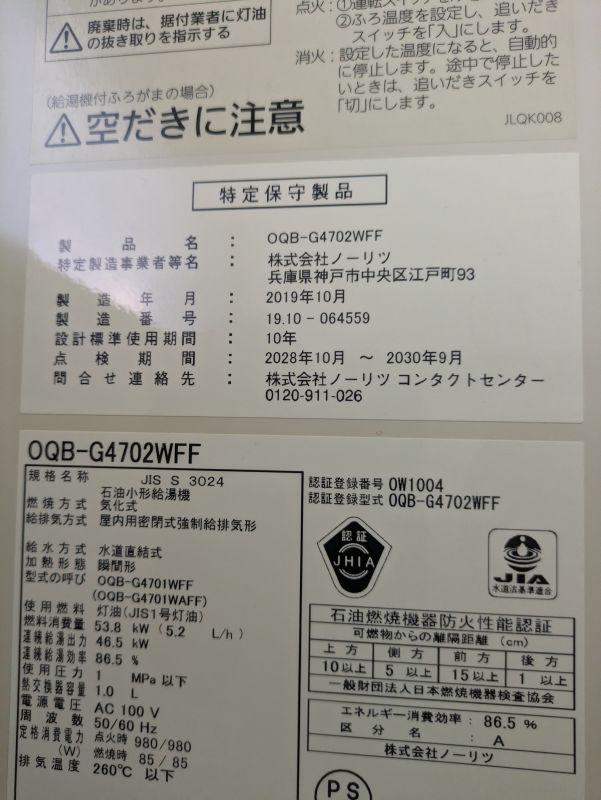 廃棄時は、据付業者に灯油
の抜き取りを指示する
(給湯機付ふろがまの場合)
空だきに注意
点火：①運転スイッチを
②ふろ温度を設定し、追いだき
スイッチを「入」にします。
消火：設定した温度になると、自動的
に停止します。途中で停止した
いときは、追いだきスイッチを
「切」にします。
JLQK008
特定保守製品
製品名：OQB-G4702WFF
特定製造事業者等名：株式会社ノーリツ
兵庫県神戸市中央区江戸町93
製造年月：2019年10月
製造番号：19.10 - 064559
設計標準使用期間：10年
点検期間：2028年10月 ～ 2030年9月
問合せ連絡先：株式会社ノーリツ コンタクトセンター
0120-911-026
OQB-G4702WFF
規格名称 JIS S 3024
石油小形給湯機
燃焼方式 気化式
給排気方式 屋内用密閉式強制給排気形
給水方式 水道直結式
加熱形態 瞬間形
型式の呼び OQB-G4701WFF
(OQB-G4701WAFF)
使用燃料 灯油(JIS1号灯油)
燃料消費量 53.8 kW (5.2 L/h)
連続給湯出力 46.5 kW
連続給湯効率 86.5 %
使用圧力 1 MPa 以下
熱交換器容量 1.0 L
電源電圧 AC 100 V
周波数 50/60 Hz
定格消費電力 点火時 980/980
(W) 燃焼時 85/85
排気温度 260℃ 以下
認証登録番号 OW1004
認証登録型式 OQB-G4702WFF
認証
JHIA
JIA
水道法基準適合
石油燃焼機器防火性能認証
可燃物からの離隔距離 (cm)
上方 側方 前方 後方
10以上 5 以上 15以上 1 以上
一般財団法人日本燃焼機器検査協会
エネルギー消費効率：86.5 %
区分名：A
株式会社ノーリツ
PS